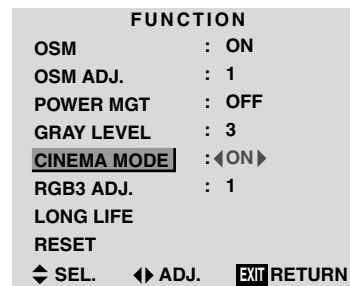 FUNCTION
OSM : ON
OSM ADJ. : 1
POWER MGT : OFF
GRAY LEVEL : 3
CINEMA MODE : ◀ON▶
RGB3 ADJ. : 1
LONG LIFE
RESET
SEL. ADJ. EXIT RETURN